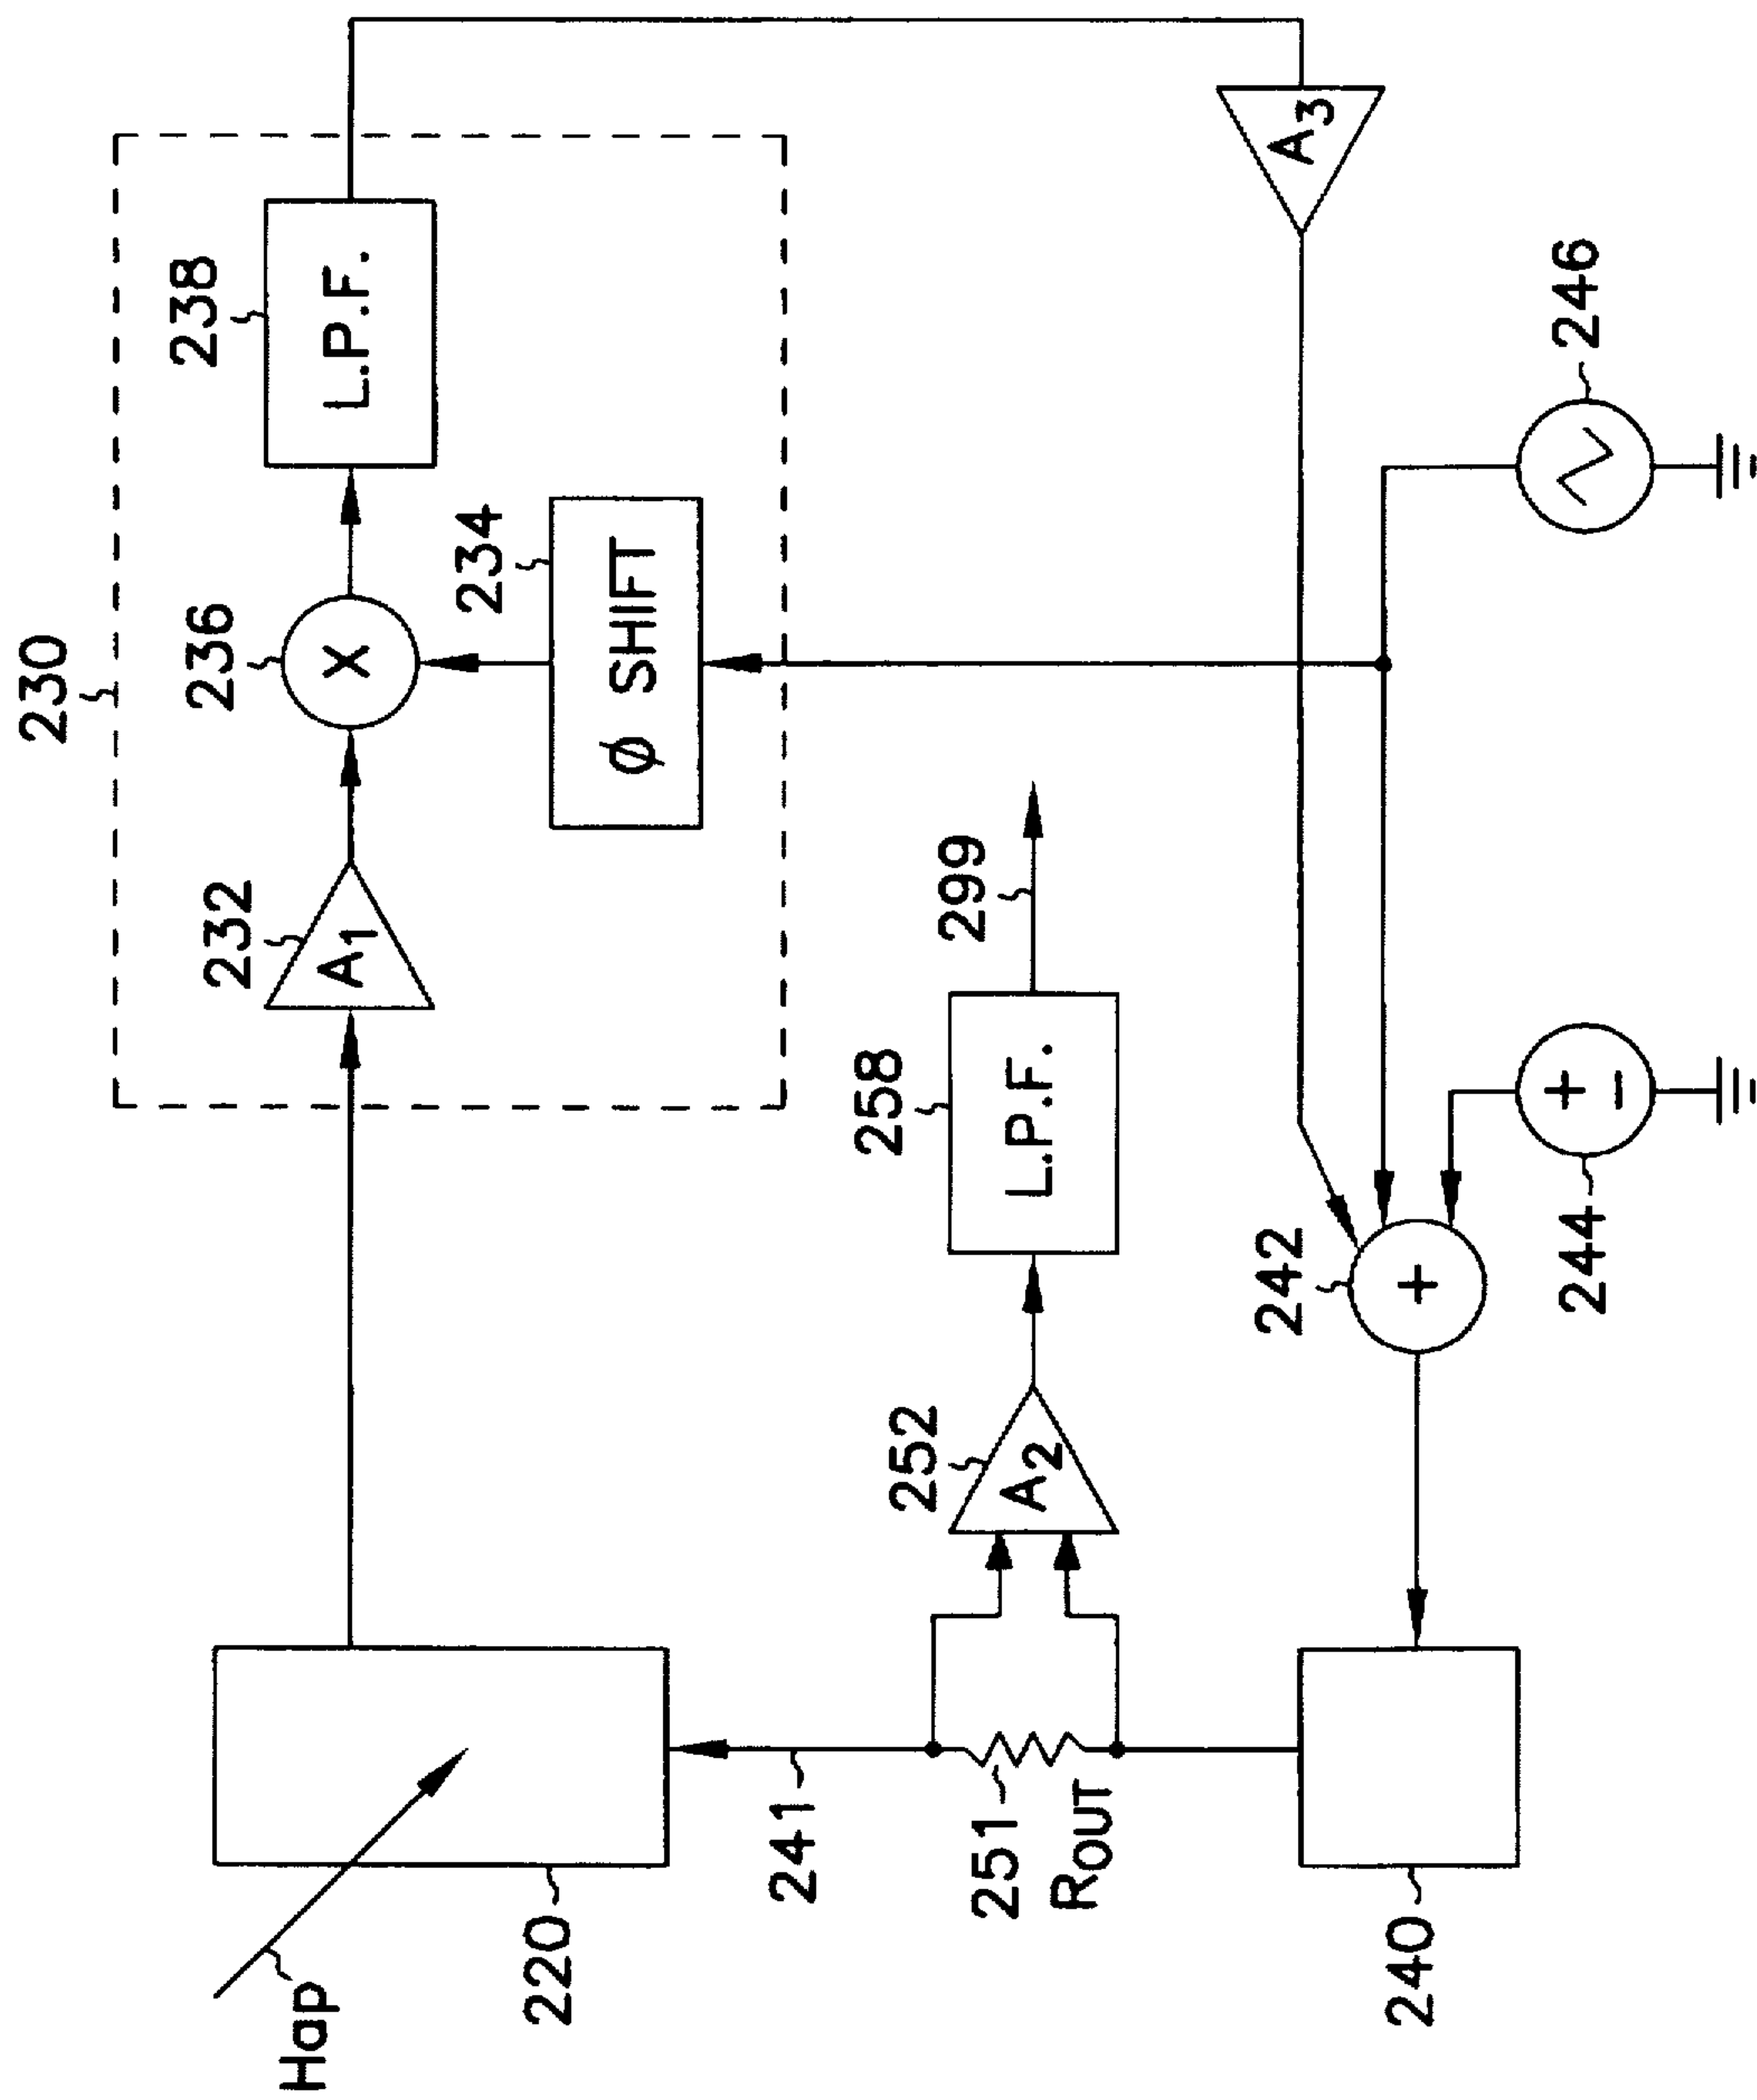 230
232
A1
236
X
238
L.P.F.
234
ϕ SHIFT
Hap
220
241
251
ROUT
252
A2
258
L.P.F.
299
A3
240
242
+
244
+
−
246